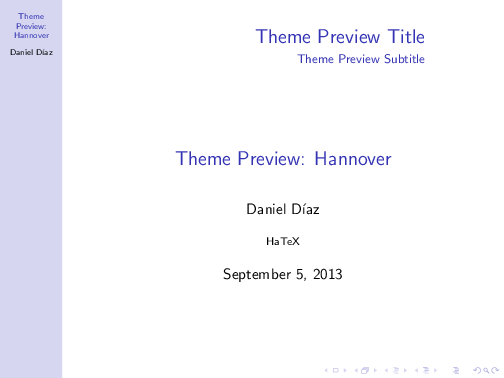 Theme
Preview:
Hannover
Daniel Díaz
Theme Preview Title
Theme Preview Subtitle
Theme Preview: Hannover
Daniel Díaz
HaTeX
September 5, 2013